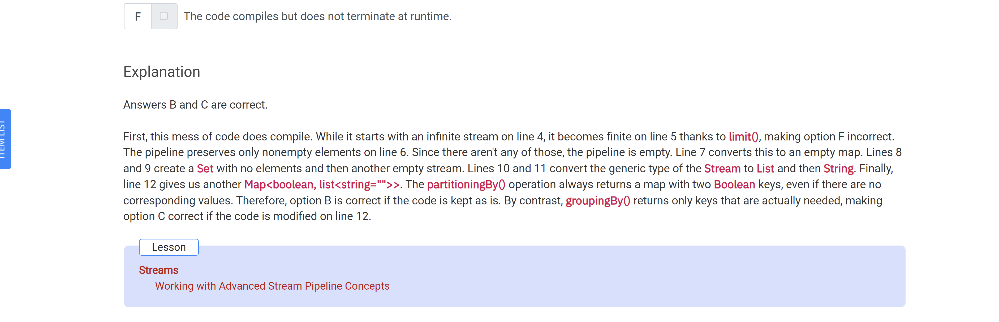 F The code compiles but does not terminate at runtime.
Explanation
Answers B and C are correct.
ITEM LIST
First, this mess of code does compile. While it starts with an infinite stream on line 4, it becomes finite on line 5 thanks to limit(), making option F incorrect.
The pipeline preserves only nonempty elements on line 6. Since there aren't any of those, the pipeline is empty. Line 7 converts this to an empty map. Lines 8
and 9 create a Set with no elements and then another empty stream. Lines 10 and 11 convert the generic type of the Stream to List and then String. Finally,
line 12 gives us another Map<boolean, list<string="">>. The partitioningBy() operation always returns a map with two Boolean keys, even if there are no
corresponding values. Therefore, option B is correct if the code is kept as is. By contrast, groupingBy() returns only keys that are actually needed, making
option C correct if the code is modified on line 12.
Lesson
Streams
Working with Advanced Stream Pipeline Concepts